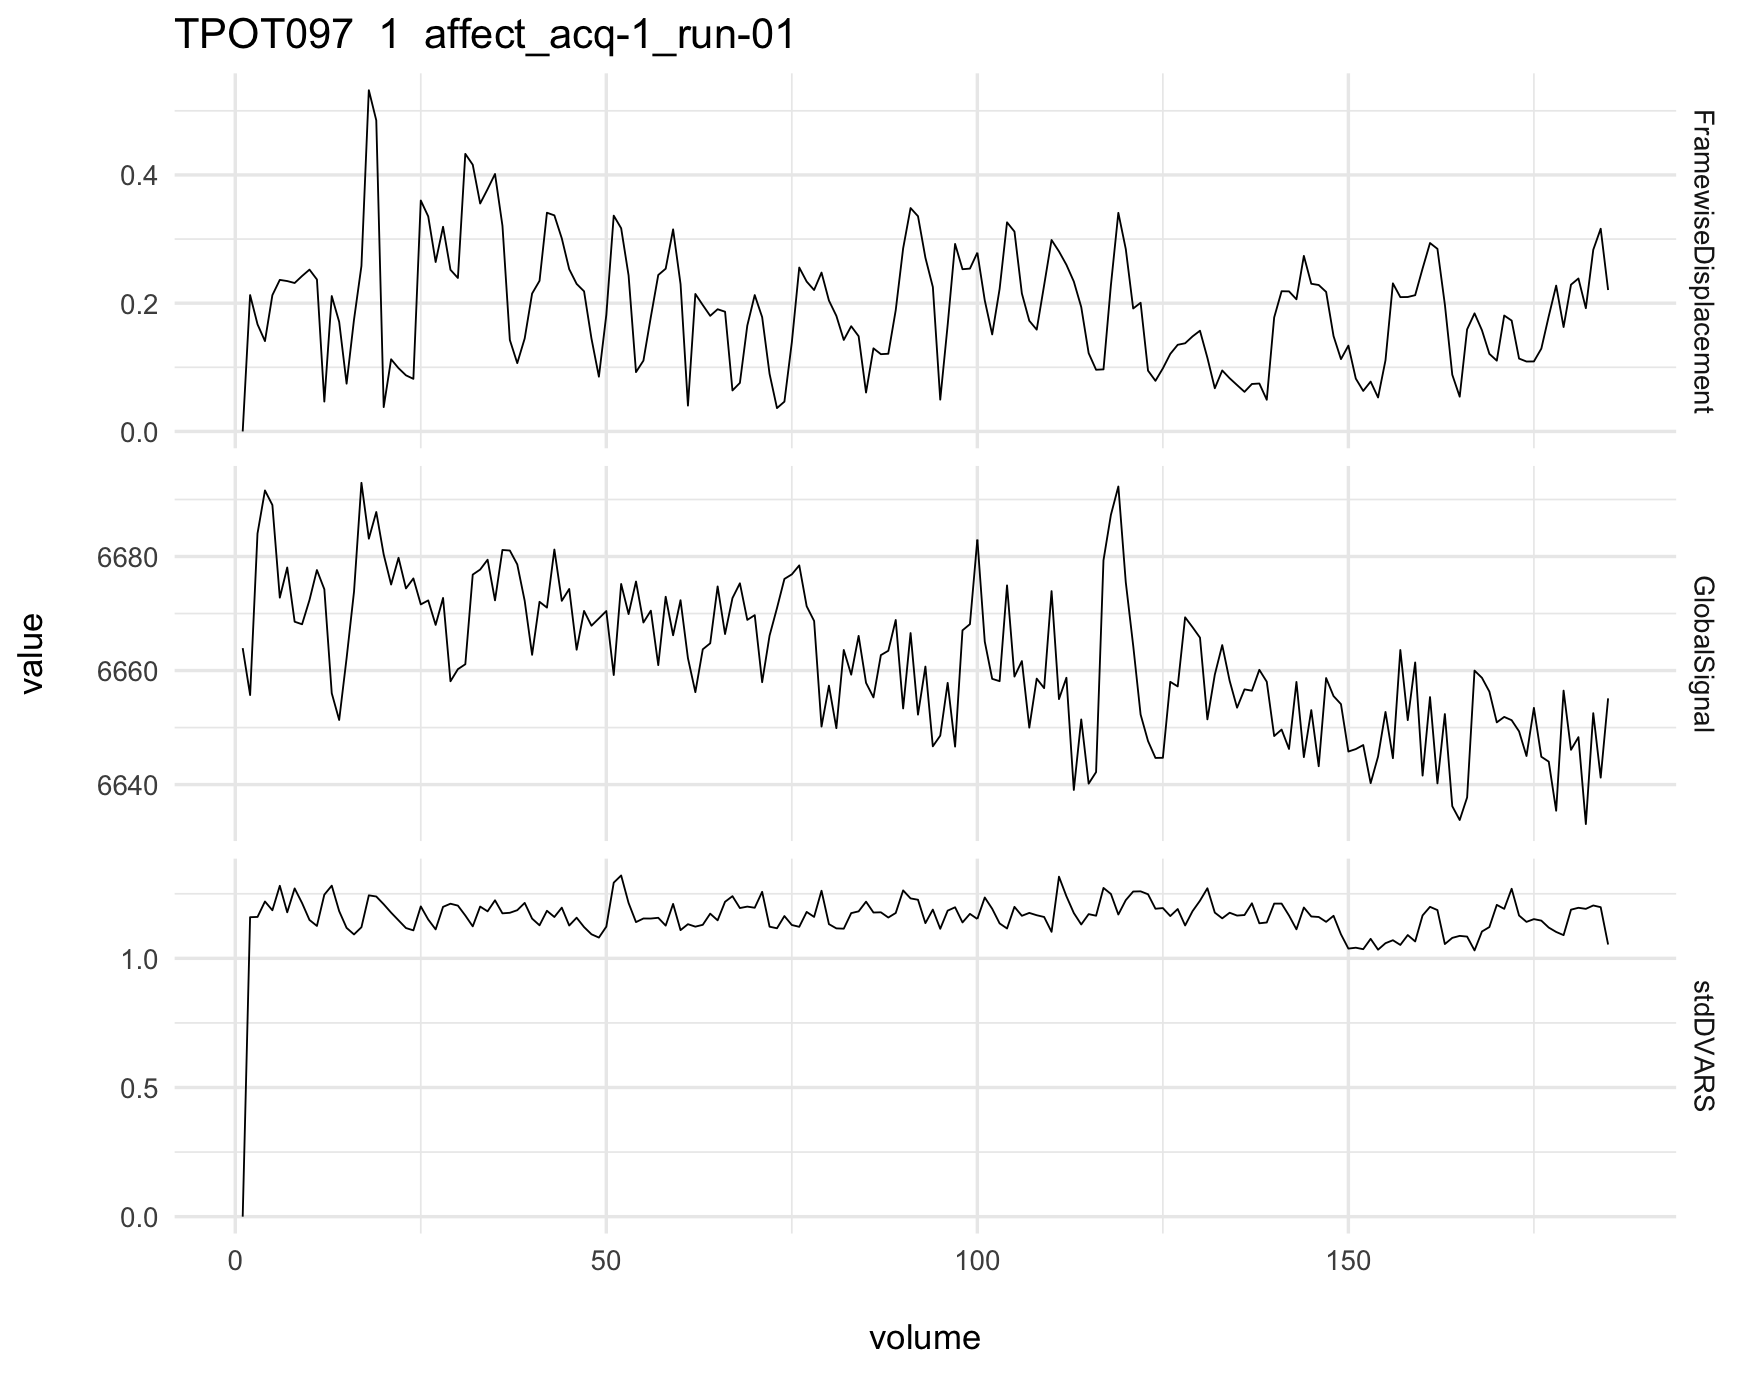 TPOT097 1 affect_acq-1_run-01
0.4
0.2
0.0
FramewiseDisplacement
6680
6660
6640
GlobalSignal
1.0
0.5
0.0
stdDVARS
value
0 50 100 150
volume